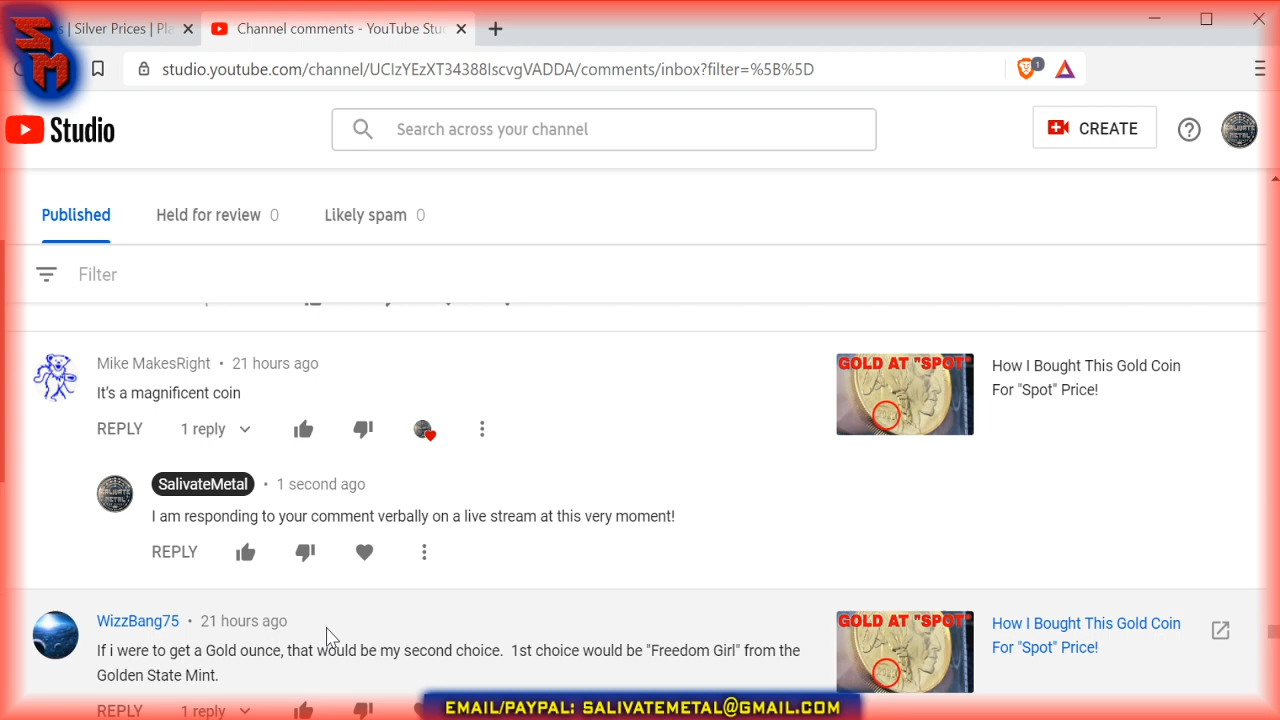 SM
s | Silver Prices | Pl
Channel comments - YouTube Stu
studio.youtube.com/channel/UCIzYEzXT34388IscvgVADDA/comments/inbox?filter=%5B%5D
1
Studio
Search across your channel
CREATE
Published
Held for review 0
Likely spam 0
Filter
Mike MakesRight • 21 hours ago
It's a magnificent coin
REPLY
1 reply
GOLD AT "SPOT"
How I Bought This Gold Coin
For "Spot" Price!
SalivateMetal • 1 second ago
I am responding to your comment verbally on a live stream at this very moment!
REPLY
WizzBang75 • 21 hours ago
If i were to get a Gold ounce, that would be my second choice. 1st choice would be "Freedom Girl" from the
Golden State Mint.
REPLY
1 reply
GOLD AT "SPOT"
How I Bought This Gold Coin
For "Spot" Price!
EMAIL/PAYPAL: SALIVATEMETAL@GMAIL.COM